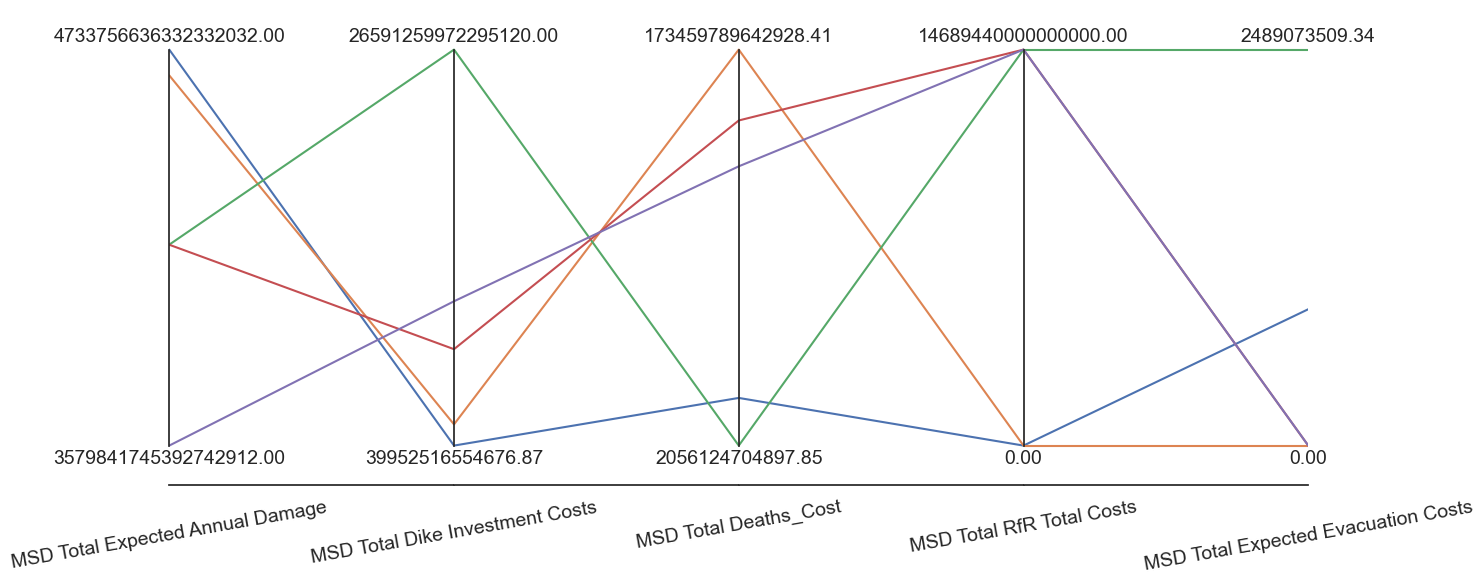 4733756636332332032.00 26591259972295120.00 173459789642928.41 14689440000000000.00 2489073509.34
3579841745392742912.00 39952516554676.87 2056124704897.85 0.00 0.00
MSD Total Expected Annual Damage
MSD Total Dike Investment Costs
MSD Total Deaths_Cost
MSD Total RfR Total Costs
MSD Total Expected Evacuation Costs